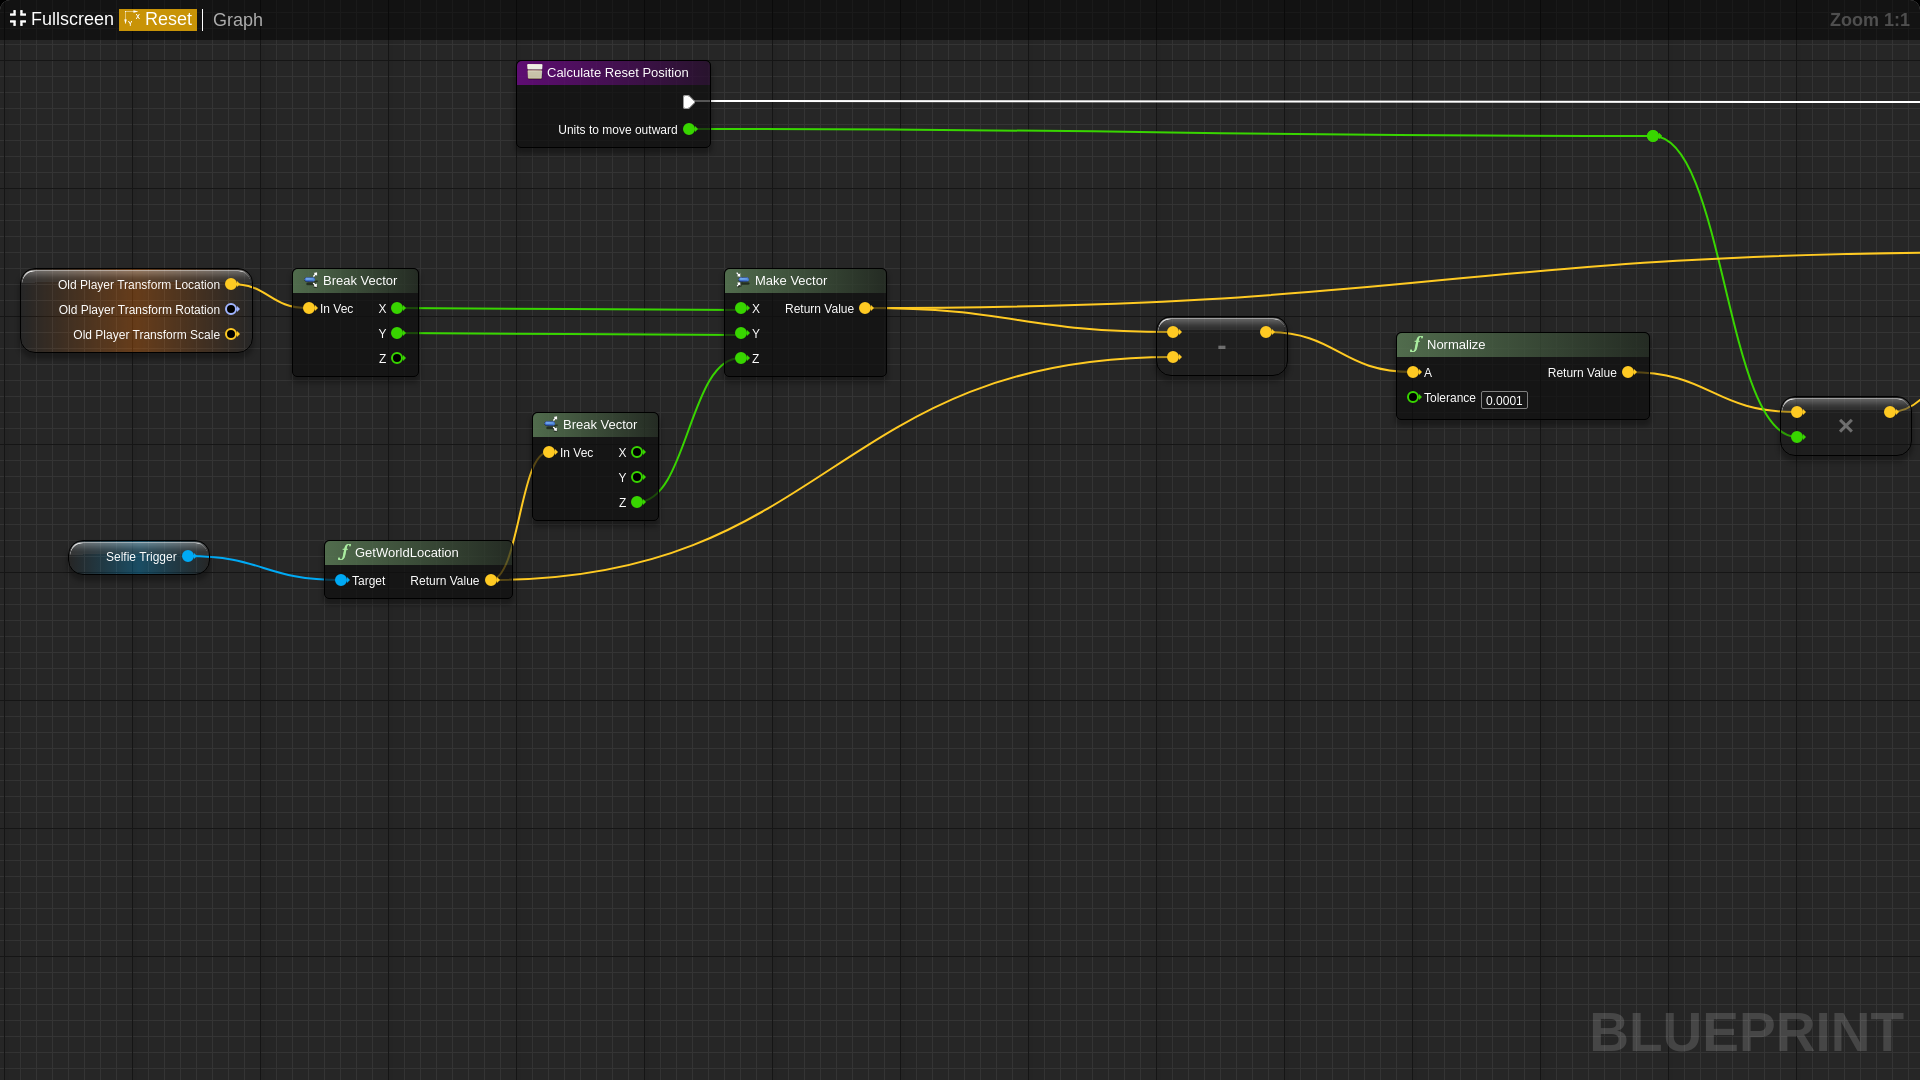 Fullscreen Reset Graph
Zoom 1:1
Calculate Reset Position
Units to move outward
Old Player Transform Location
Old Player Transform Rotation
Old Player Transform Scale
Break Vector
In Vec X
Y
Z
Make Vector
X Return Value
Y
Z
-
Normalize
A Return Value
Tolerance 0.0001
×
Break Vector
In Vec X
Y
Z
Selfie Trigger
GetWorldLocation
Target Return Value
BLUEPRINT